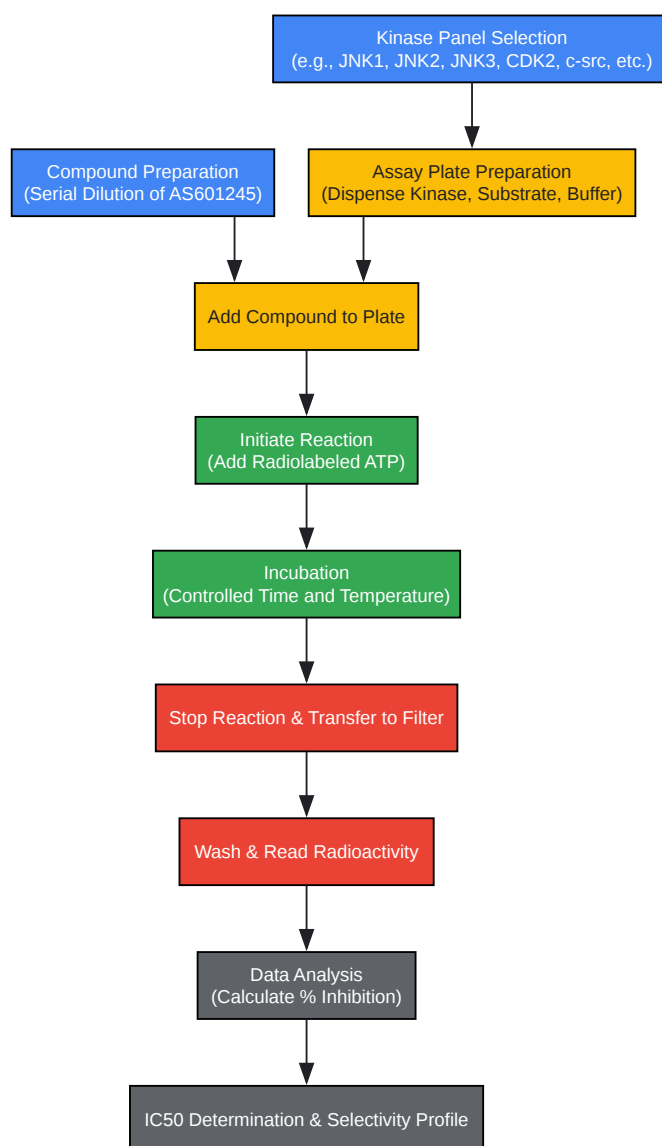 Kinase Panel Selection
(e.g., JNK1, JNK2, JNK3, CDK2, c-src, etc.)
Compound Preparation
(Serial Dilution of AS601245)
Assay Plate Preparation
(Dispense Kinase, Substrate, Buffer)
Add Compound to Plate
Initiate Reaction
(Add Radiolabeled ATP)
Incubation
(Controlled Time and Temperature)
Stop Reaction & Transfer to Filter
Wash & Read Radioactivity
Data Analysis
(Calculate % Inhibition)
IC50 Determination & Selectivity Profile